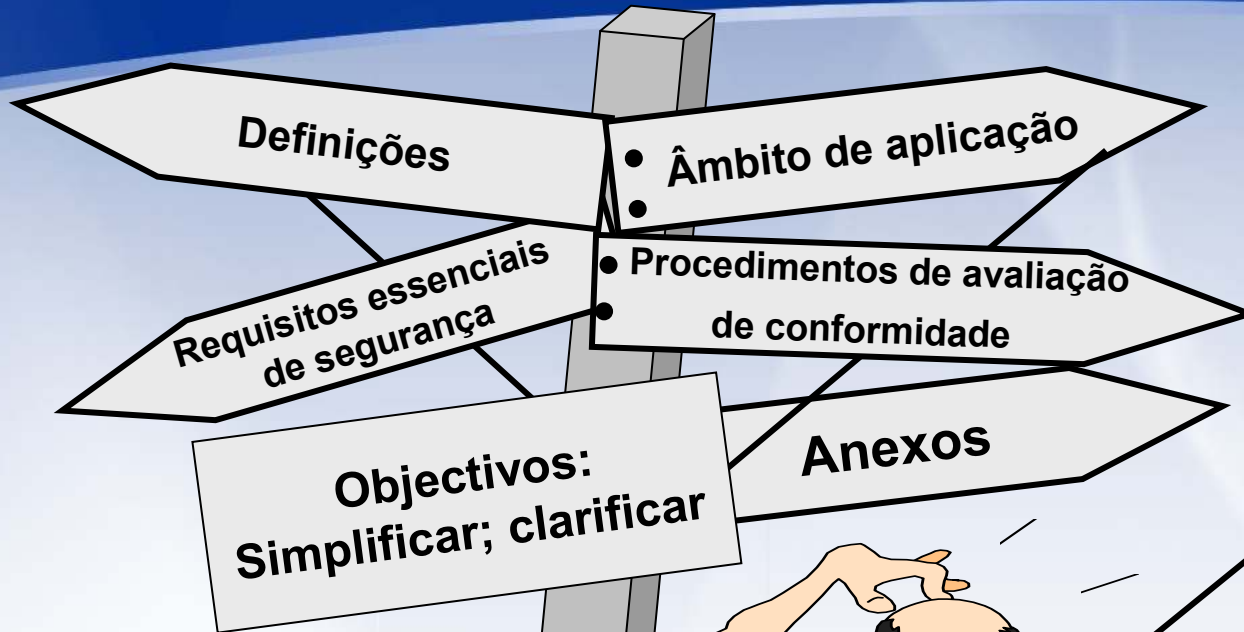 Definições
• Âmbito de aplicação
•
Requisitos essenciais
de segurança
• Procedimentos de avaliação
• de conformidade
Objectivos:
Simplificar; clarificar
Anexos